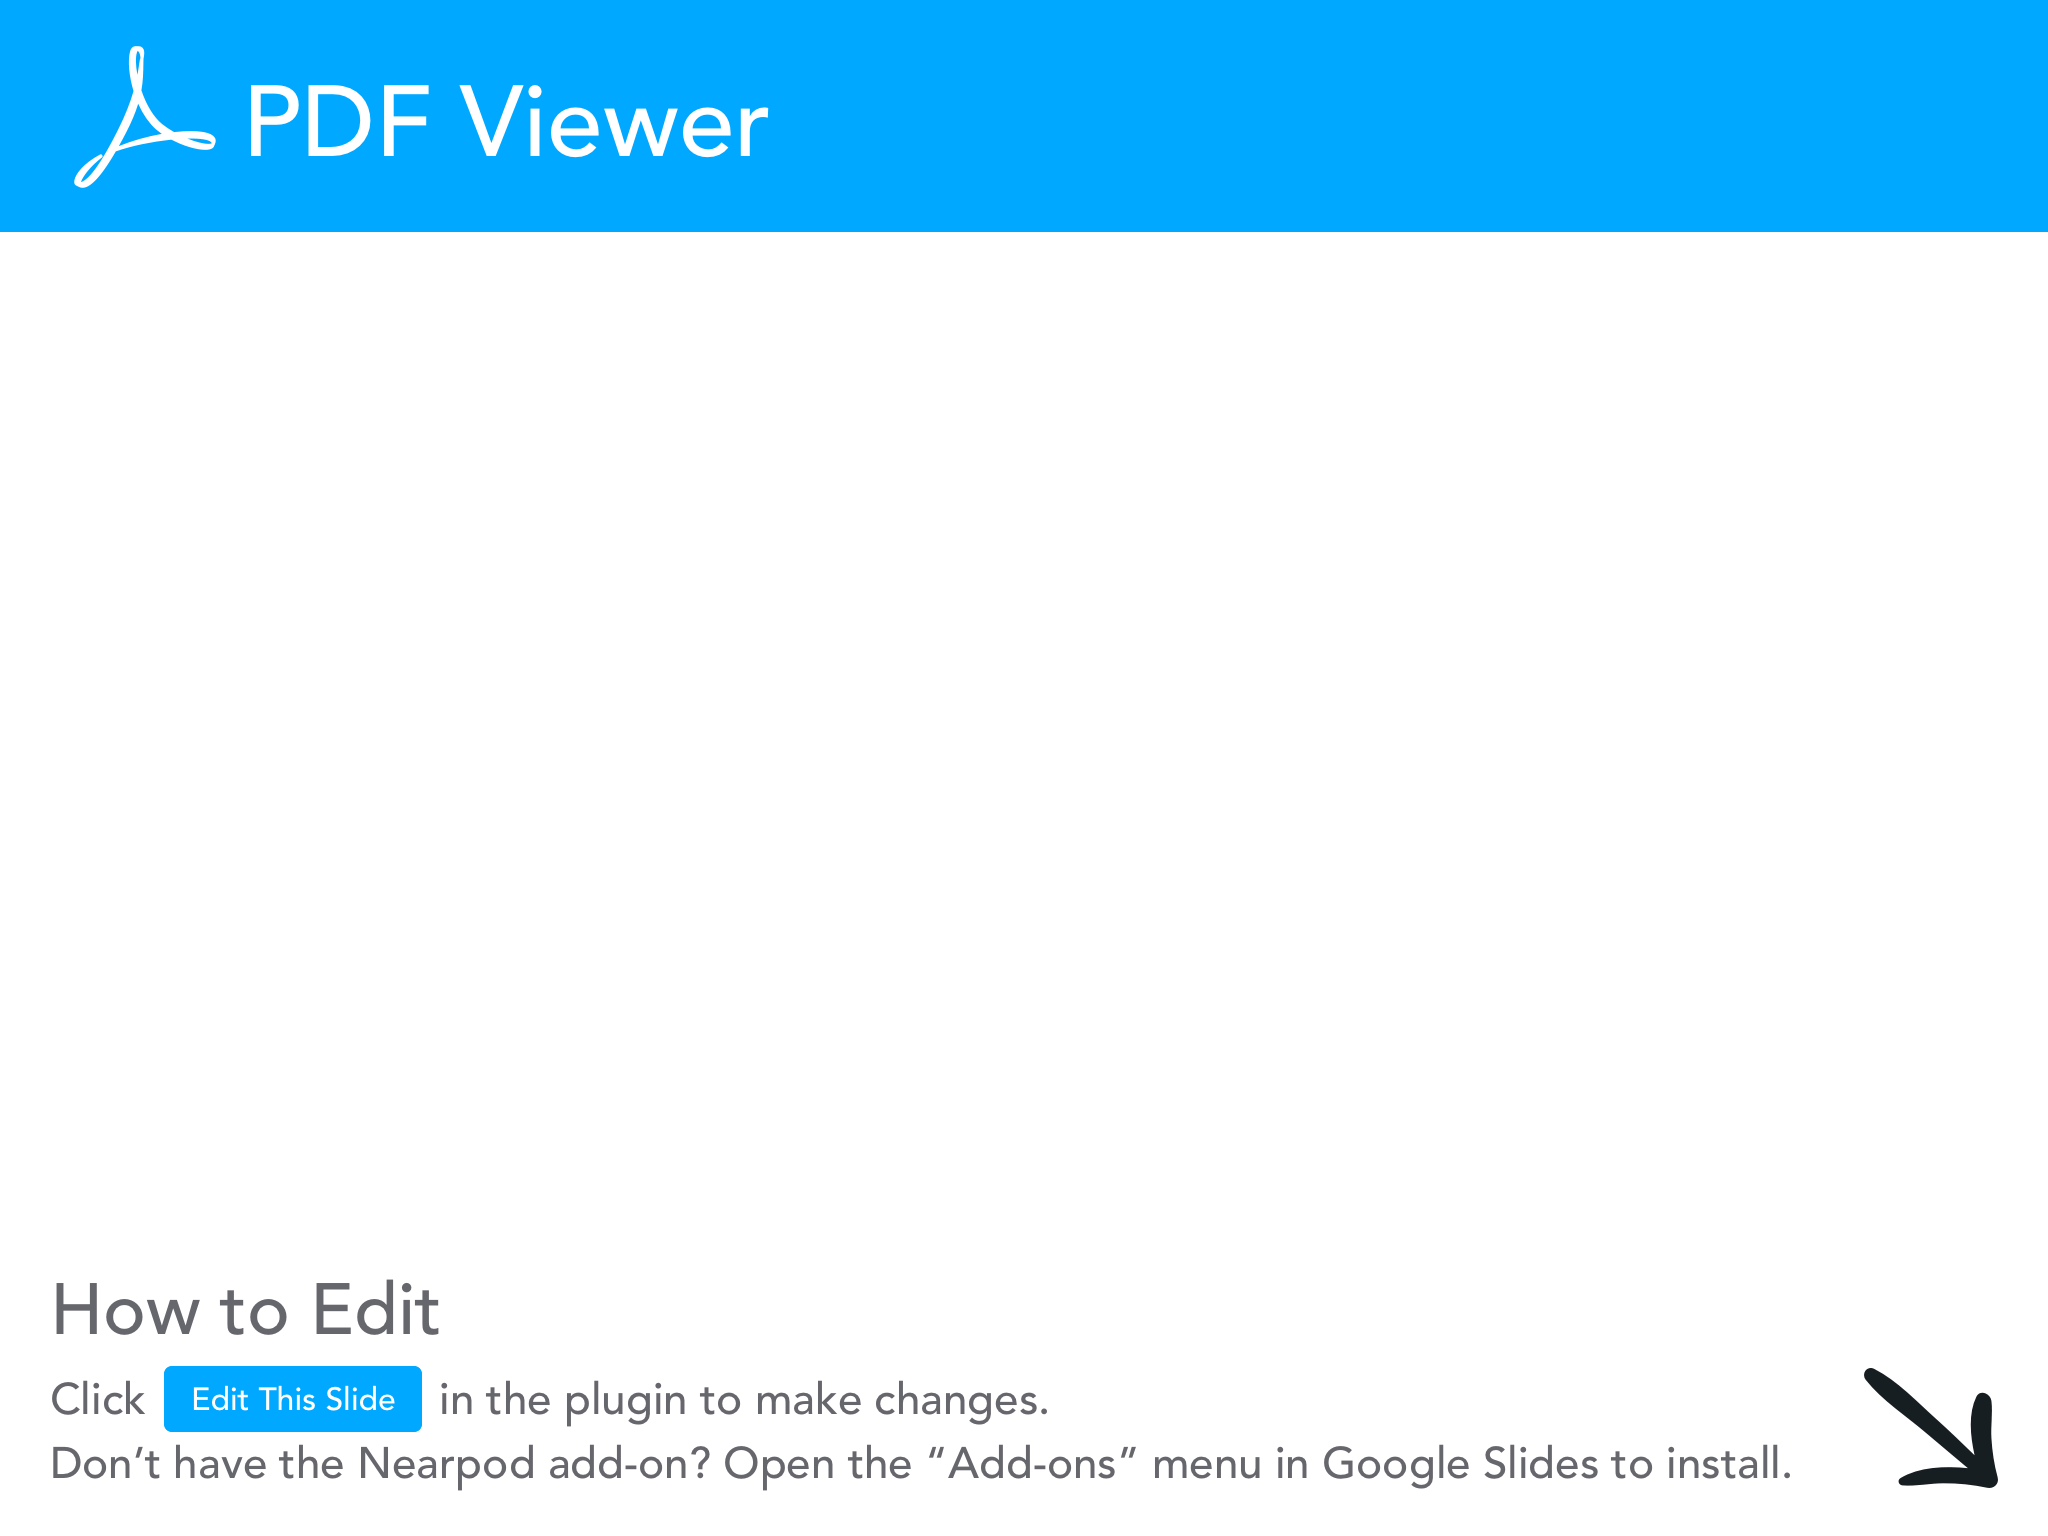 PDF Viewer
How to Edit
Click Edit This Slide in the plugin to make changes.
Don’t have the Nearpod add-on? Open the “Add-ons” menu in Google Slides to install.